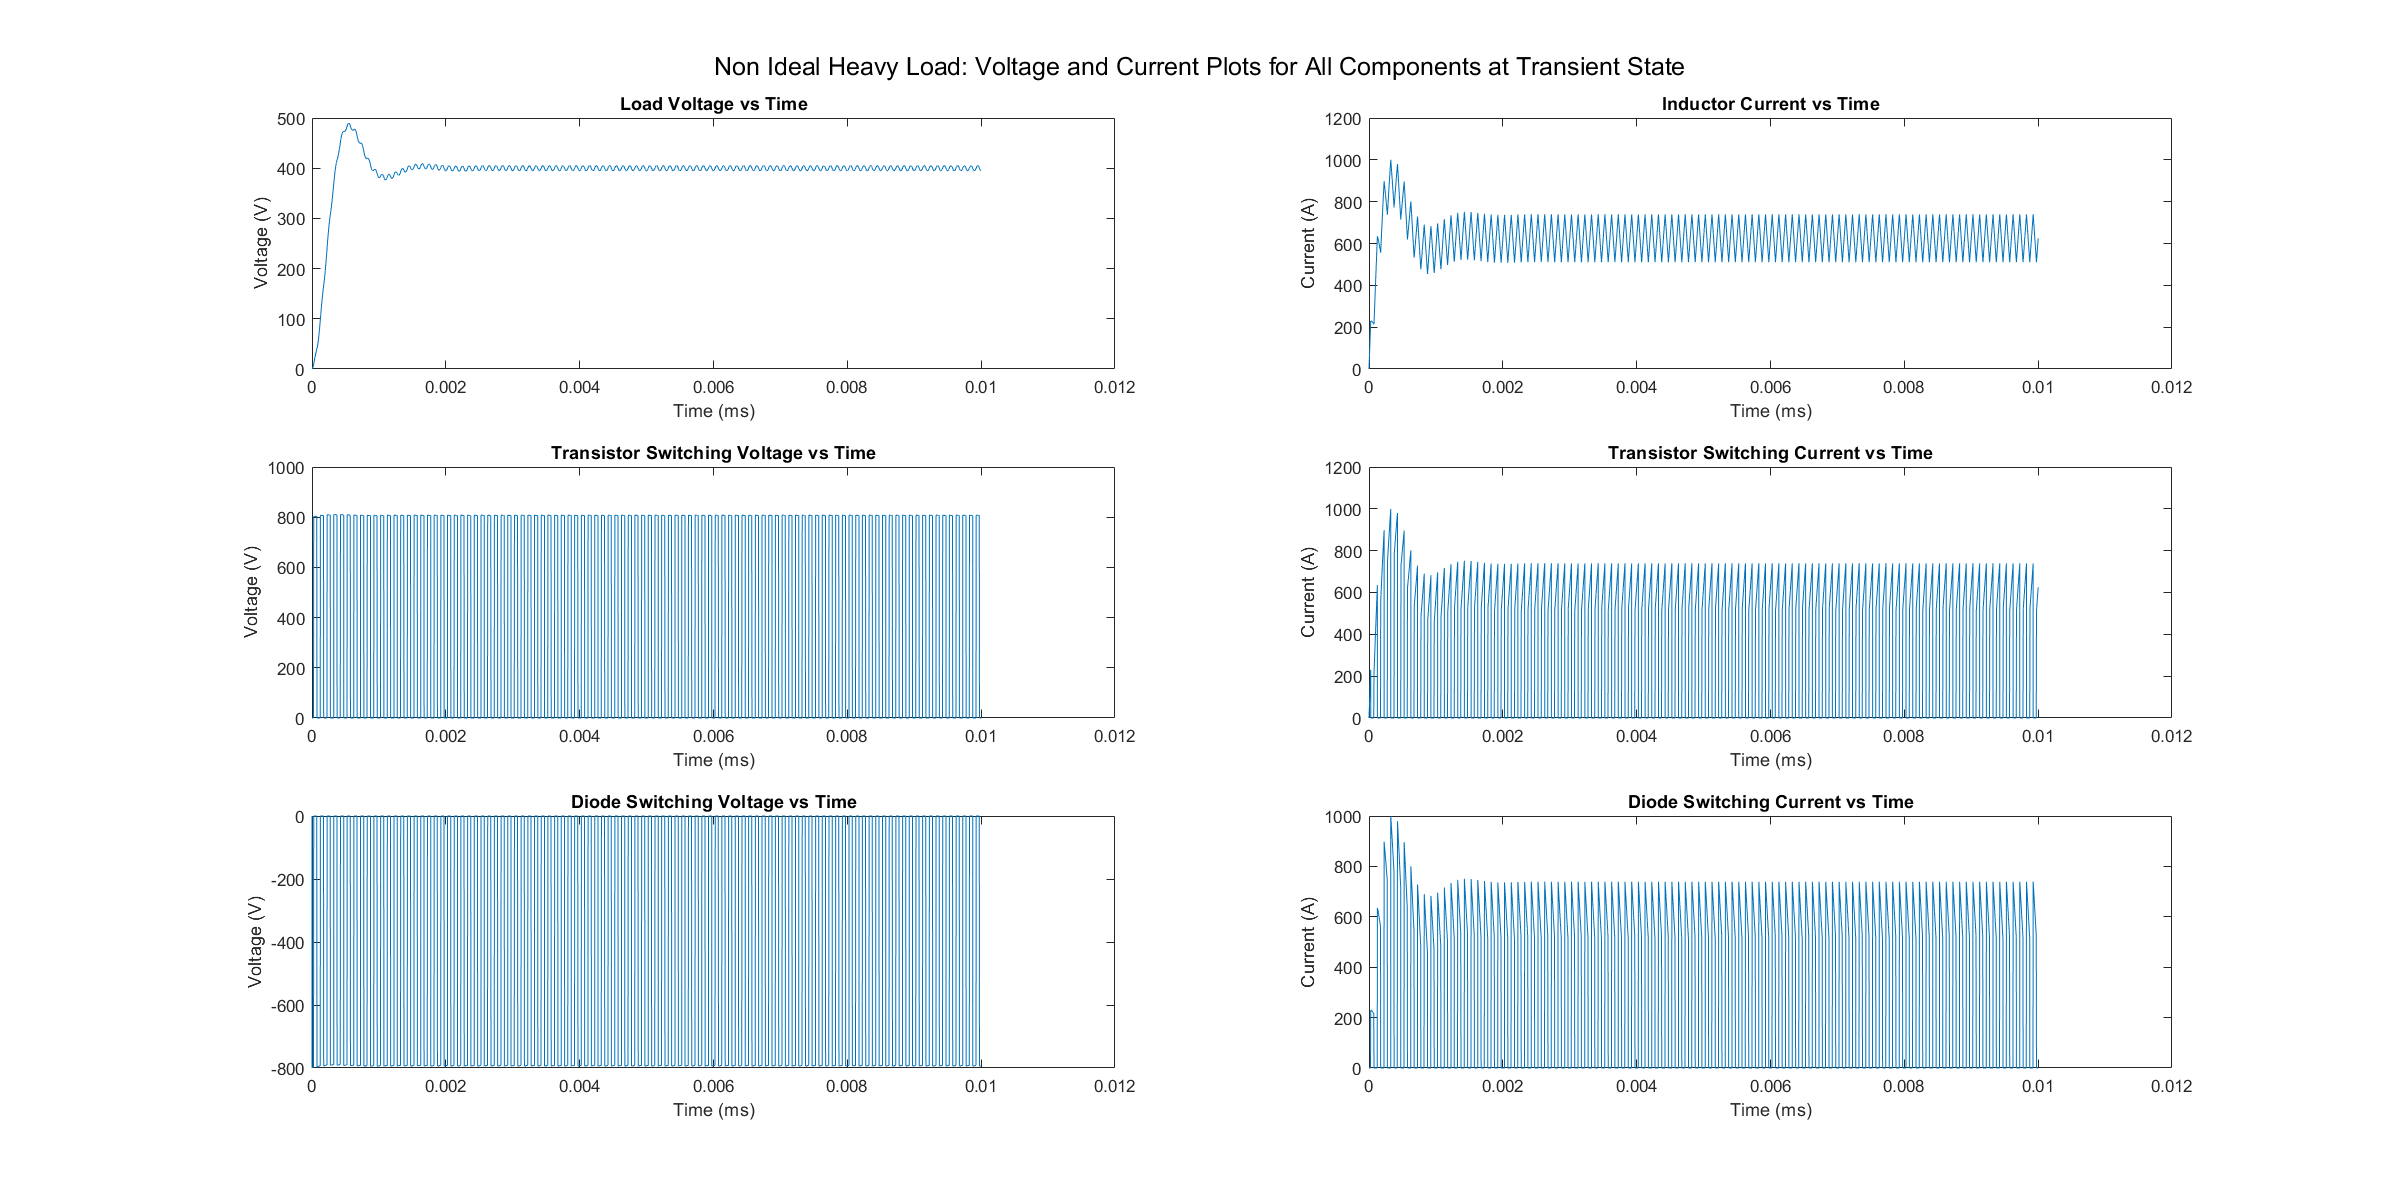 Non Ideal Heavy Load: Voltage and Current Plots for All Components at Transient State
Load Voltage vs Time
Voltage (V)
500
400
300
200
100
0
0 0.002 0.004 0.006 0.008 0.01 0.012
Time (ms)
Inductor Current vs Time
Current (A)
1200
1000
800
600
400
200
0
0 0.002 0.004 0.006 0.008 0.01 0.012
Time (ms)
Transistor Switching Voltage vs Time
Voltage (V)
1000
800
600
400
200
0
0 0.002 0.004 0.006 0.008 0.01 0.012
Time (ms)
Transistor Switching Current vs Time
Current (A)
1200
1000
800
600
400
200
0
0 0.002 0.004 0.006 0.008 0.01 0.012
Time (ms)
Diode Switching Voltage vs Time
Voltage (V)
0
-200
-400
-600
-800
0 0.002 0.004 0.006 0.008 0.01 0.012
Time (ms)
Diode Switching Current vs Time
Current (A)
1000
800
600
400
200
0
0 0.002 0.004 0.006 0.008 0.01 0.012
Time (ms)